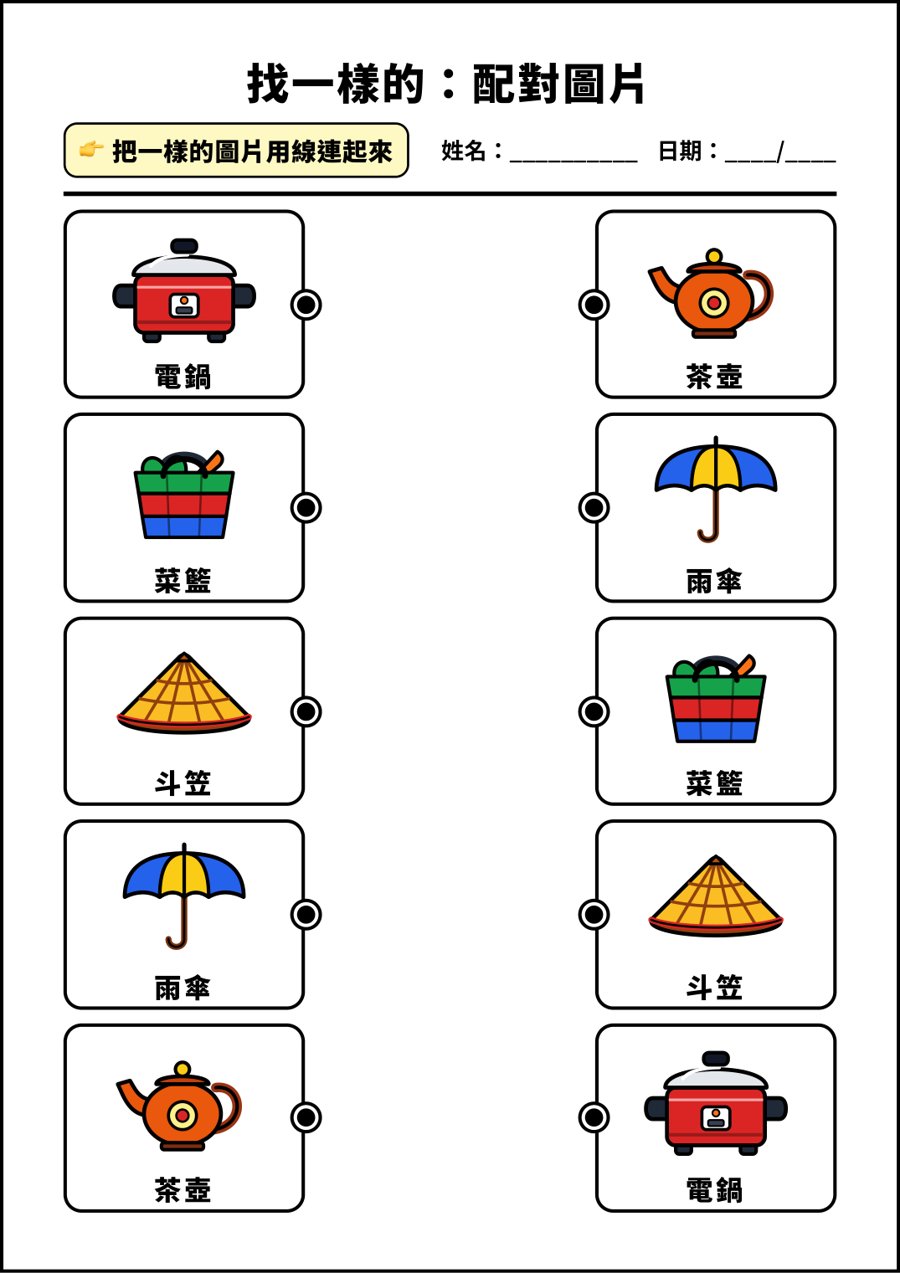 找一樣的：配對圖片
👉 把一樣的圖片用線連起來 姓名：__________ 日期：____/____
電鍋 茶壺
菜籃 雨傘
斗笠 菜籃
雨傘 斗笠
茶壺 電鍋